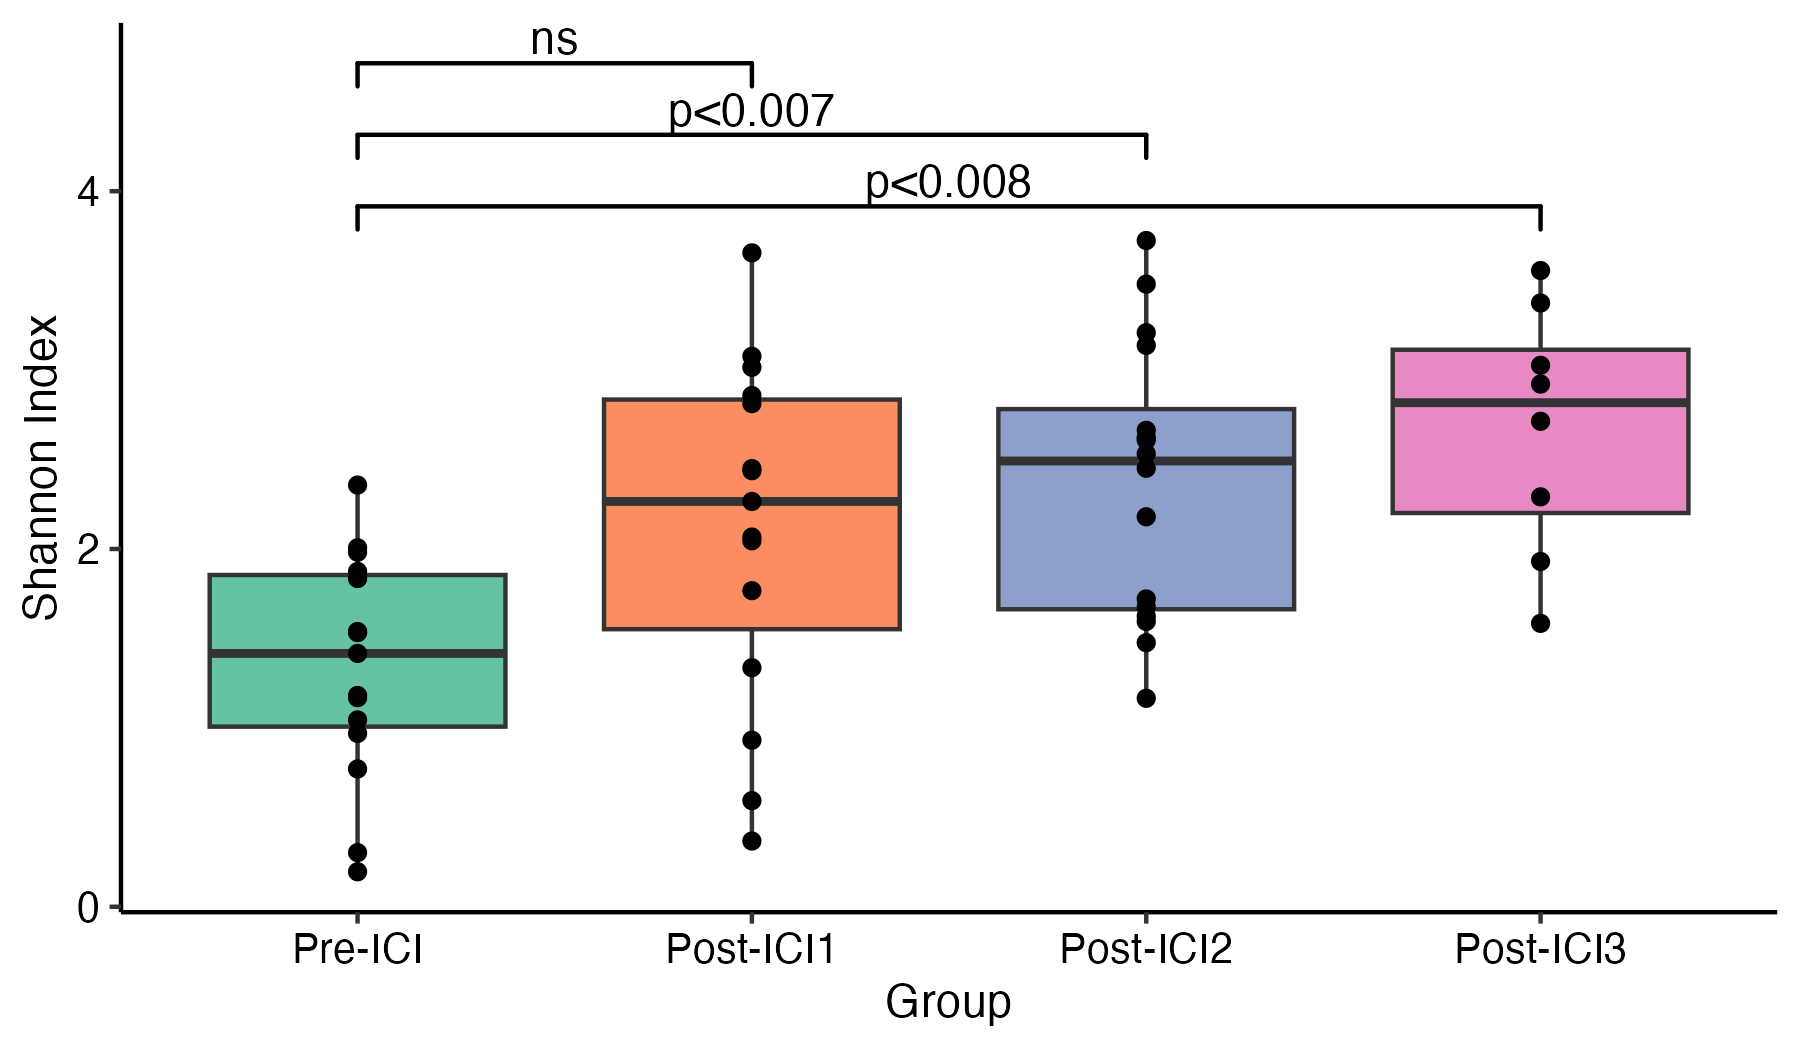 ns
p<0.007
p<0.008
4
2
0
Shannon Index
Pre-ICI
Post-ICI1
Post-ICI2
Post-ICI3
Group